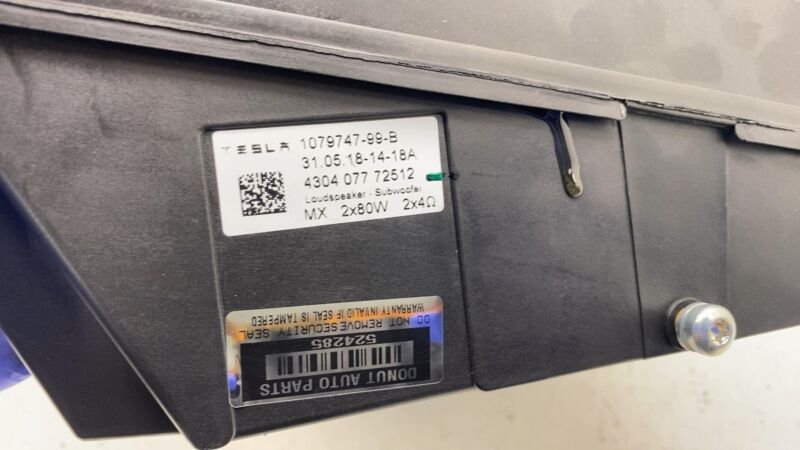 TESLA 1079747-99-B
31.05.18-14-18A
4304 077 72512
Loudspeaker - Subwoofer
MX 2x80W 2x4Ω
DONUT AUTO PARTS
524285
DO NOT REMOVE SECURITY SEAL
WARRANTY INVALID IF SEAL IS TAMPERED